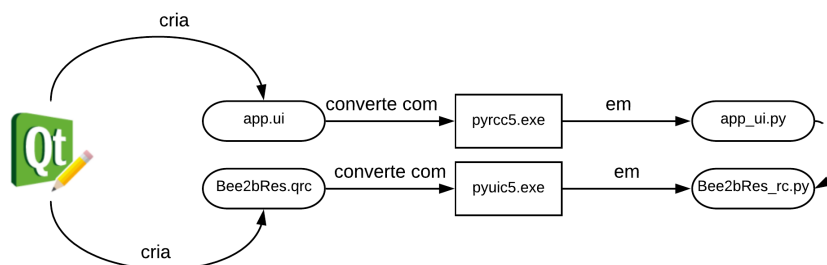 cria
app.ui
converte com
pyrcc5.exe
em
app_ui.py
Qt
Bee2bRes.qrc
converte com
pyuic5.exe
em
Bee2bRes_rc.py
cria